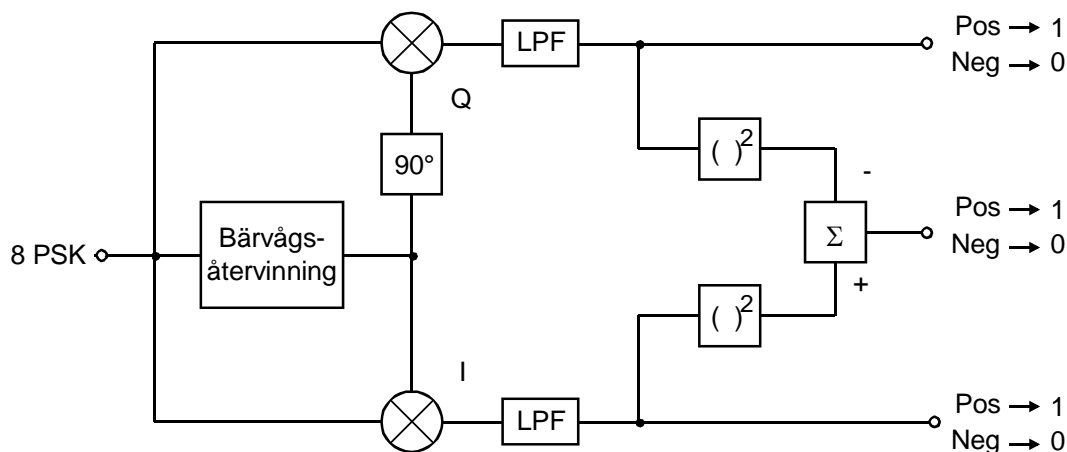 LPF
Pos → 1
Neg → 0
Q
( )²
90°
-
Pos → 1
Neg → 0
8 PSK
Bärvågs-
återvinning
Σ
+
( )²
I
LPF
Pos → 1
Neg → 0